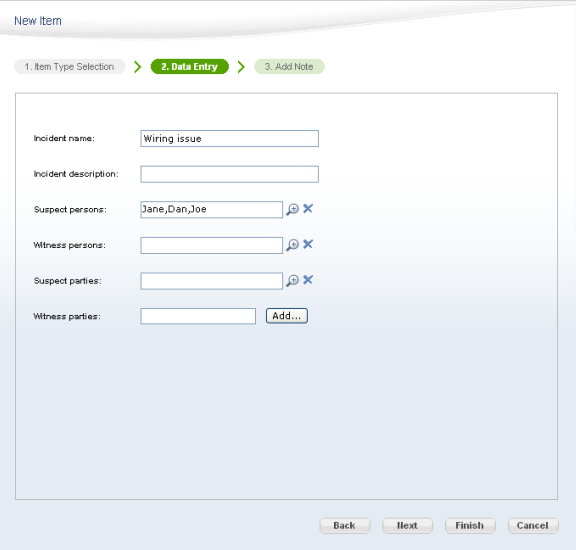 New Item
1. Item Type Selection 2. Data Entry 3. Add Note
Incident name: Wiring issue
Incident description:
Suspect persons: Jane,Dan,Joe
Witness persons:
Suspect parties:
Witness parties: Add...
Back Next Finish Cancel